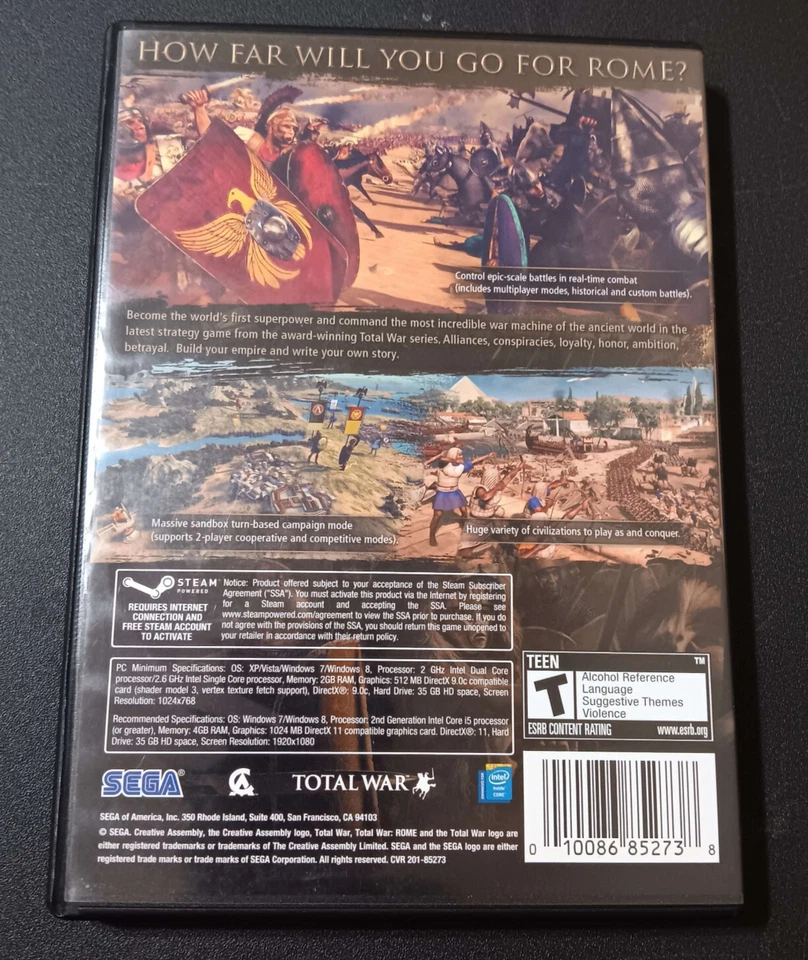 HOW FAR WILL YOU GO FOR ROME?
Control epic-scale battles in real-time combat
(includes multiplayer modes, historical and custom battles).
Become the world's first superpower and command the most incredible war machine of the ancient world in the
latest strategy game from the award-winning Total War series. Alliances, conspiracies, loyalty, honor, ambition,
betrayal. Build your empire and write your own story.
Massive sandbox turn-based campaign mode
(supports 2-player cooperative and competitive modes).
Huge variety of civilizations to play as and conquer.
STEAM
POWERED
REQUIRES INTERNET
CONNECTION AND
FREE STEAM ACCOUNT
TO ACTIVATE
Notice: Product offered subject to your acceptance of the Steam Subscriber
Agreement ("SSA"). You must activate this product via the Internet by registering
for a Steam account and accepting the SSA. Please see
www.steampowered.com/agreement to view the SSA prior to purchase. If you do
not agree with the provisions of the SSA, you should return this game unopened to
your retailer in accordance with their return policy.
PC Minimum Specifications: OS: XP/Vista/Windows 7/Windows 8, Processor: 2 GHz Intel Dual Core
processor/2.6 GHz Intel Single Core processor, Memory: 2GB RAM, Graphics: 512 MB DirectX 9.0c compatible
card (shader model 3, vertex texture fetch support), DirectX®: 9.0c, Hard Drive: 35 GB HD space, Screen
Resolution: 1024x768
Recommended Specifications: OS: Windows 7/Windows 8, Processor: 2nd Generation Intel Core i5 processor
(or greater), Memory: 4GB RAM, Graphics: 1024 MB DirectX 11 compatible graphics card. DirectX®: 11, Hard
Drive: 35 GB HD space, Screen Resolution: 1920x1080
TEEN ™
T
Alcohol Reference
Language
Suggestive Themes
Violence
ESRB CONTENT RATING www.esrb.org
SEGA®
CA
TOTAL WAR
intel
inside
CORE
SEGA of America, Inc. 350 Rhode Island, Suite 400, San Francisco, CA 94103
© SEGA. Creative Assembly, the Creative Assembly logo, Total War, Total War: ROME and the Total War logo are
either registered trademarks or trademarks of The Creative Assembly Limited. SEGA and the SEGA logo are either
registered trademarks or trade marks of SEGA Corporation. All rights reserved. CVR 201-85273
0 10086 85273 8